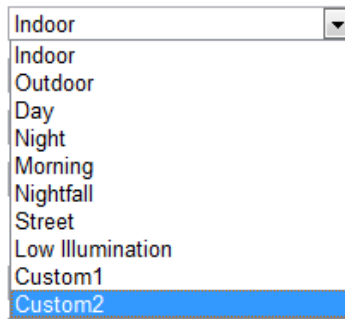 Indoor
Indoor
Outdoor
Day
Night
Morning
Nightfall
Street
Low Illumination
Custom1
Custom2